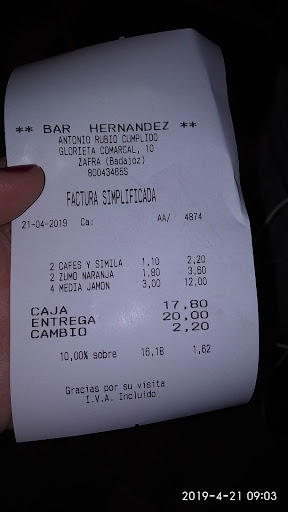 ** BAR HERNANDEZ **
ANTONIO RUBIO CUMPLIDO
GLORIETA COMARCAL, 10
ZAFRA (Badajoz)
80043465S
FACTURA SIMPLIFICADA
21-04-2019 Ca: AA/ 4874
2 CAFES Y SIMILA 1,10 2,20
2 ZUMO NARANJA 1,80 3,60
4 MEDIA JAMON 3,00 12,00
CAJA 17,80
ENTREGA 20,00
CAMBIO 2,20
10,00% sobre 16,18 1,62
Gracias por su visita
I.V.A. Incluido
2019-4-21 09:03